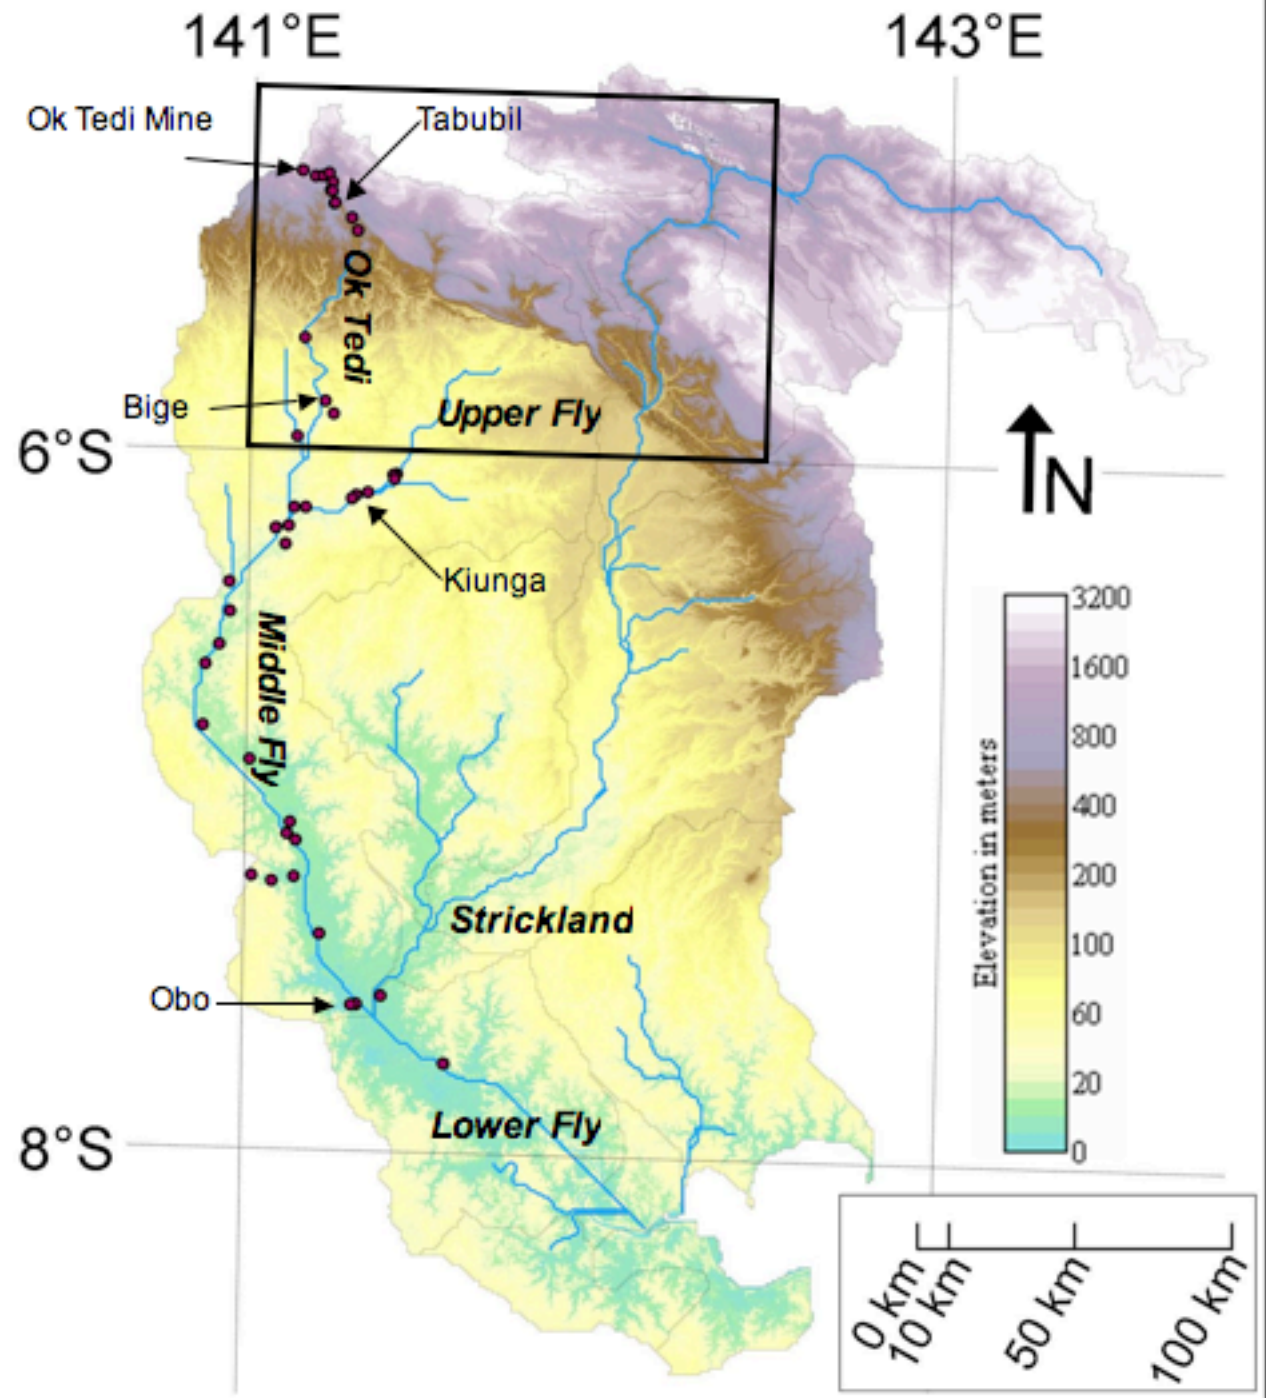 141°E
143°E
Ok Tedi Mine
Tabubil
Ok Tedi
Bige
Upper Fly
6°S
N
Kiunga
Middle Fly
Elevation in meters
3200
1600
800
400
200
100
60
20
0
Strickland
Obo
Lower Fly
8°S
0 km
10 km
50 km
100 km